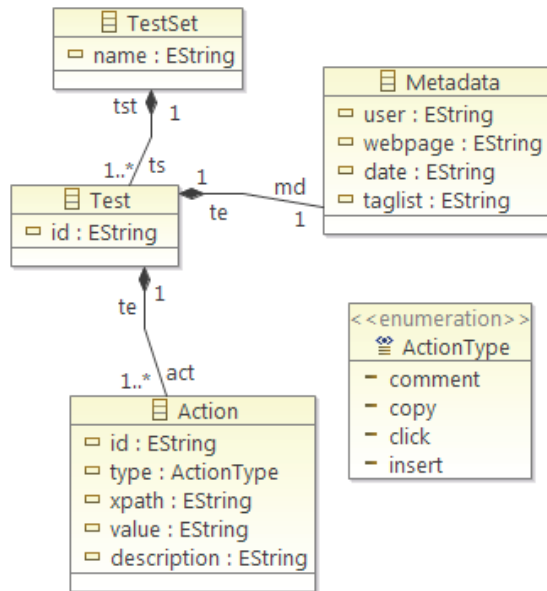 TestSet
name : EString
tst
1
1..*
ts
Test
id : EString
1
te
md
1
Metadata
user : EString
webpage : EString
date : EString
taglist : EString
te
1
1..*
act
Action
id : EString
type : ActionType
xpath : EString
value : EString
description : EString
<<enumeration>>
ActionType
comment
copy
click
insert